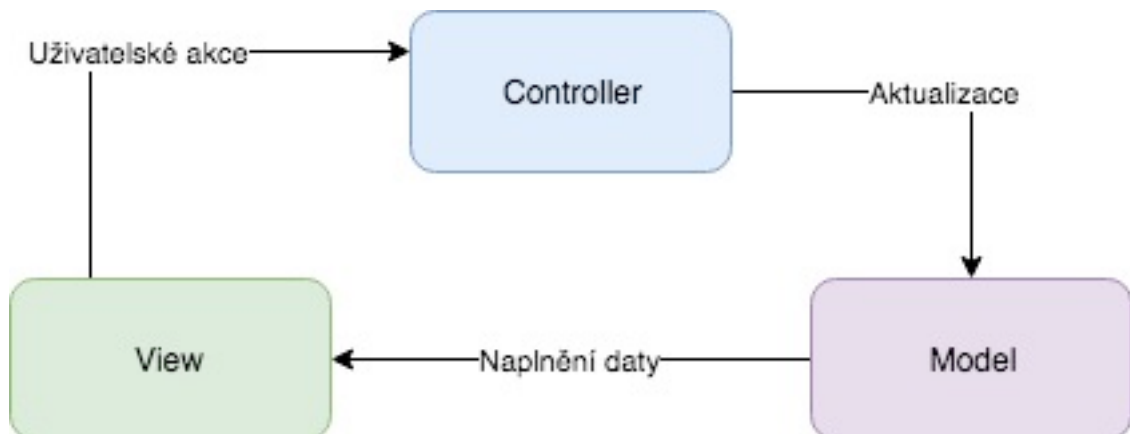 Uživatelské akce
Controller
Aktualizace
View
Naplnění daty
Model